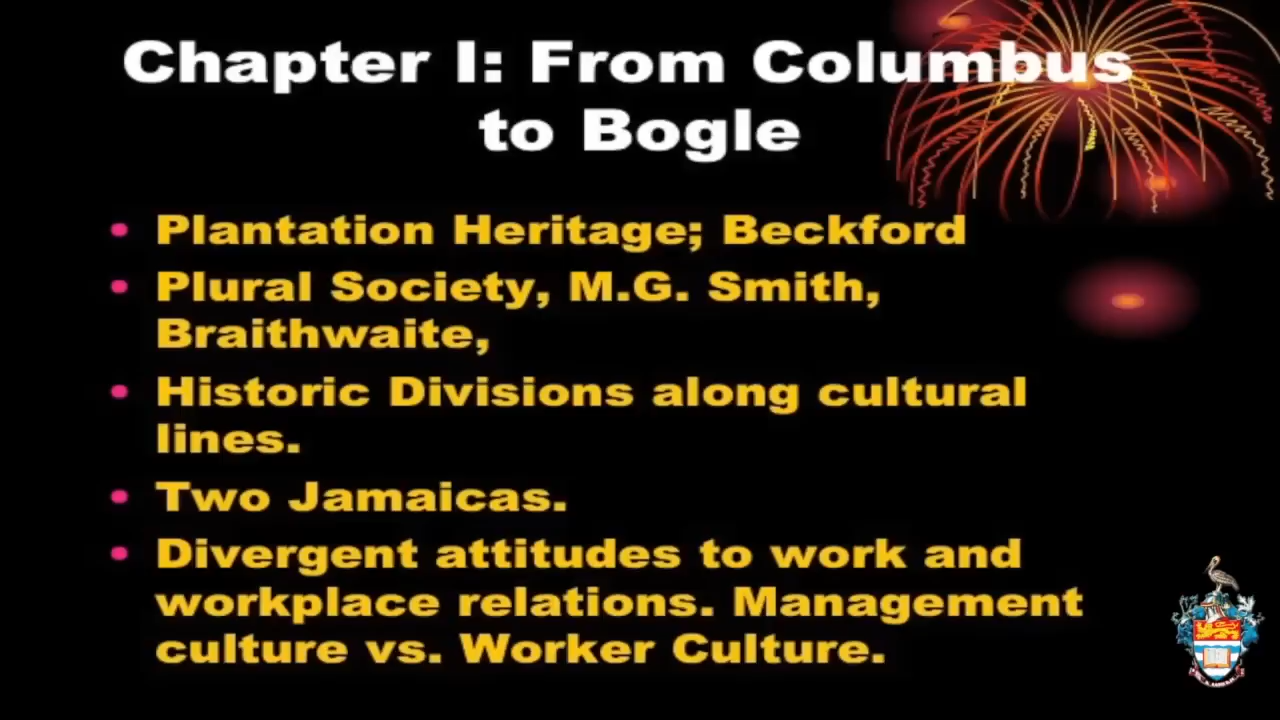 Chapter I: From Columbus
to Bogle
• Plantation Heritage; Beckford
• Plural Society, M.G. Smith,
Braithwaite,
• Historic Divisions along cultural
lines.
• Two Jamaicas.
• Divergent attitudes to work and
workplace relations. Management
culture vs. Worker Culture.